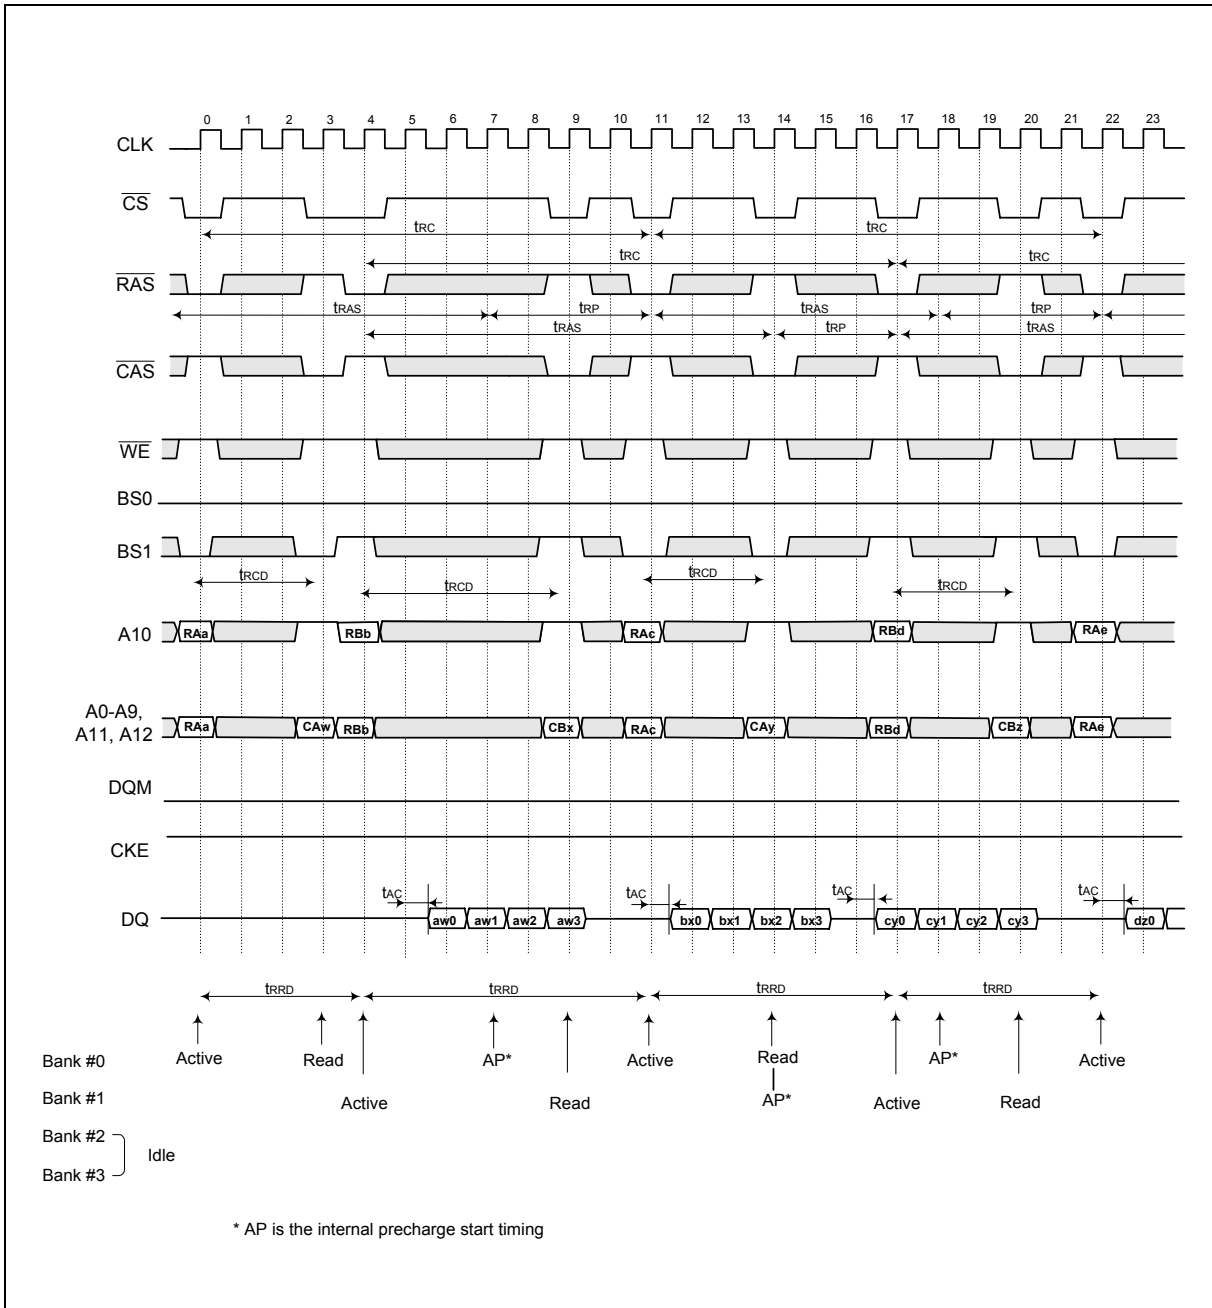 0 1 2 3 4 5 6 7 8 9 10 11 12 13 14 15 16 17 18 19 20 21 22 23
CLK
CS
tRC tRC
tRC tRC
RAS
tRAS tRP tRAS tRP
tRAS tRP tRAS
CAS
WE
BS0
BS1
tRCD tRCD tRCD tRCD
A10 RAa RBb RAc RBd RAe
A0-A9,
A11, A12 RAa CAw RBb CBx RAc CAy RBd CBz RAe
DQM
CKE
tAC tAC tAC tAC
DQ aw0 aw1 aw2 aw3 bx0 bx1 bx2 bx3 cy0 cy1 cy2 cy3 dz0
tRRD tRRD tRRD tRRD
Bank #0 Active Read AP* Active Read AP* Active
Bank #1 Active Read AP* Active Read
Bank #2
Idle
Bank #3
* AP is the internal precharge start timing